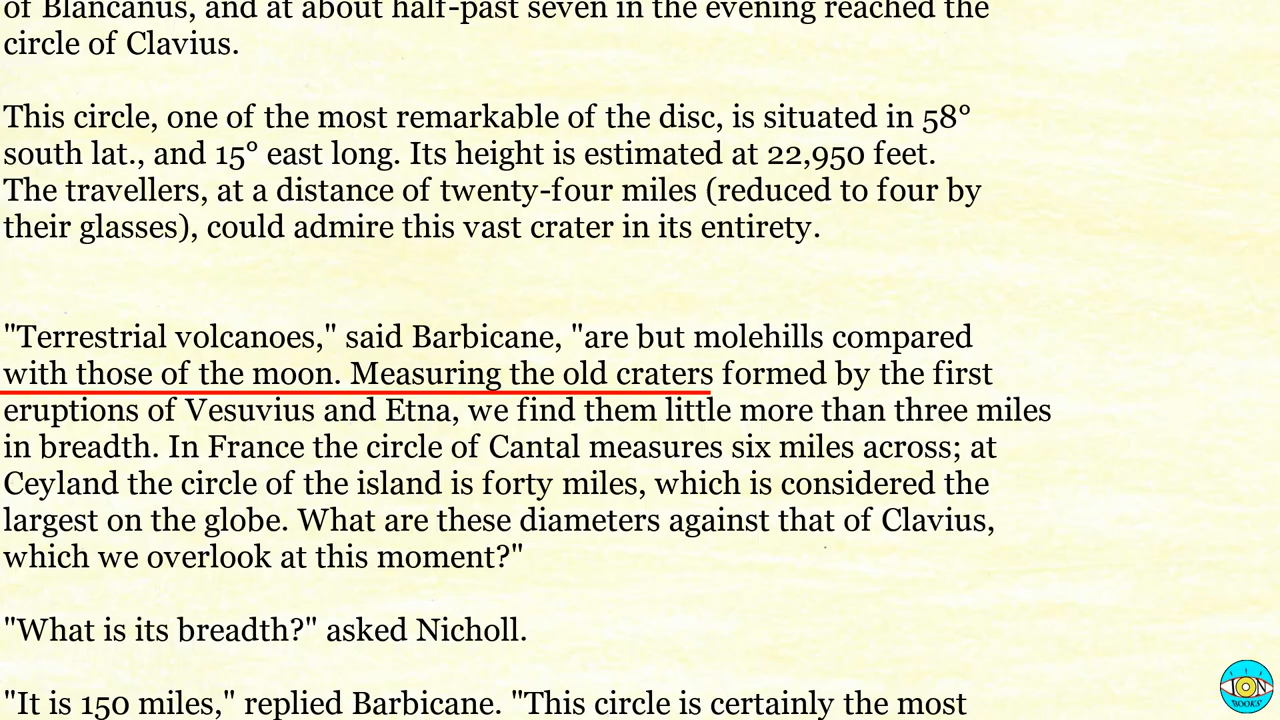 of Blancanus, and at about half-past seven in the evening reached the
circle of Clavius.
This circle, one of the most remarkable of the disc, is situated in 58°
south lat., and 15° east long. Its height is estimated at 22,950 feet.
The travellers, at a distance of twenty-four miles (reduced to four by
their glasses), could admire this vast crater in its entirety.
"Terrestrial volcanoes," said Barbicane, "are but molehills compared
with those of the moon. Measuring the old craters formed by the first
eruptions of Vesuvius and Etna, we find them little more than three miles
in breadth. In France the circle of Cantal measures six miles across; at
Ceyland the circle of the island is forty miles, which is considered the
largest on the globe. What are these diameters against that of Clavius,
which we overlook at this moment?"
"What is its breadth?" asked Nicholl.
"It is 150 miles," replied Barbicane. "This circle is certainly the most
ION
BOOKS